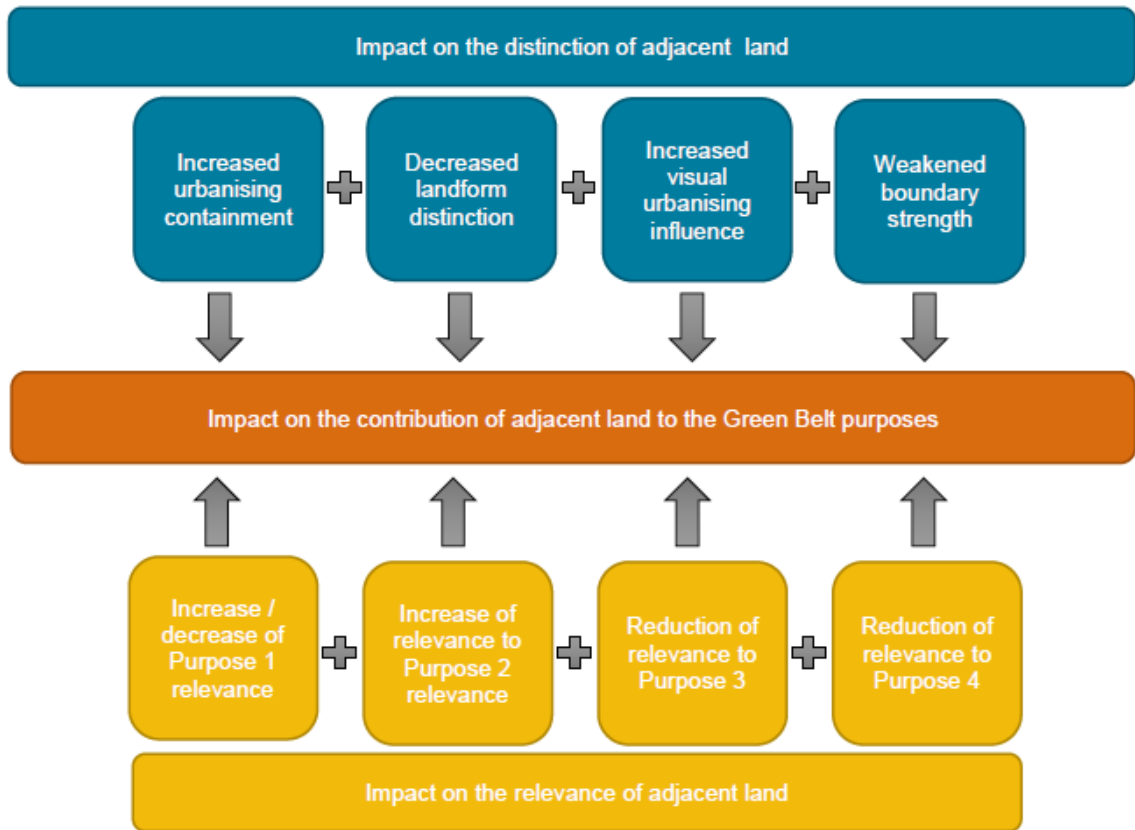 Impact on the distinction of adjacent land
Increased
urbanising
containment
Decreased
landform
distinction
Increased
visual
urbanising
influence
Weakened
boundary
strength
Impact on the contribution of adjacent land to the Green Belt purposes
Increase /
decrease of
Purpose 1
relevance
Increase of
relevance to
Purpose 2
relevance
Reduction of
relevance to
Purpose 3
Reduction of
relevance to
Purpose 4
Impact on the relevance of adjacent land